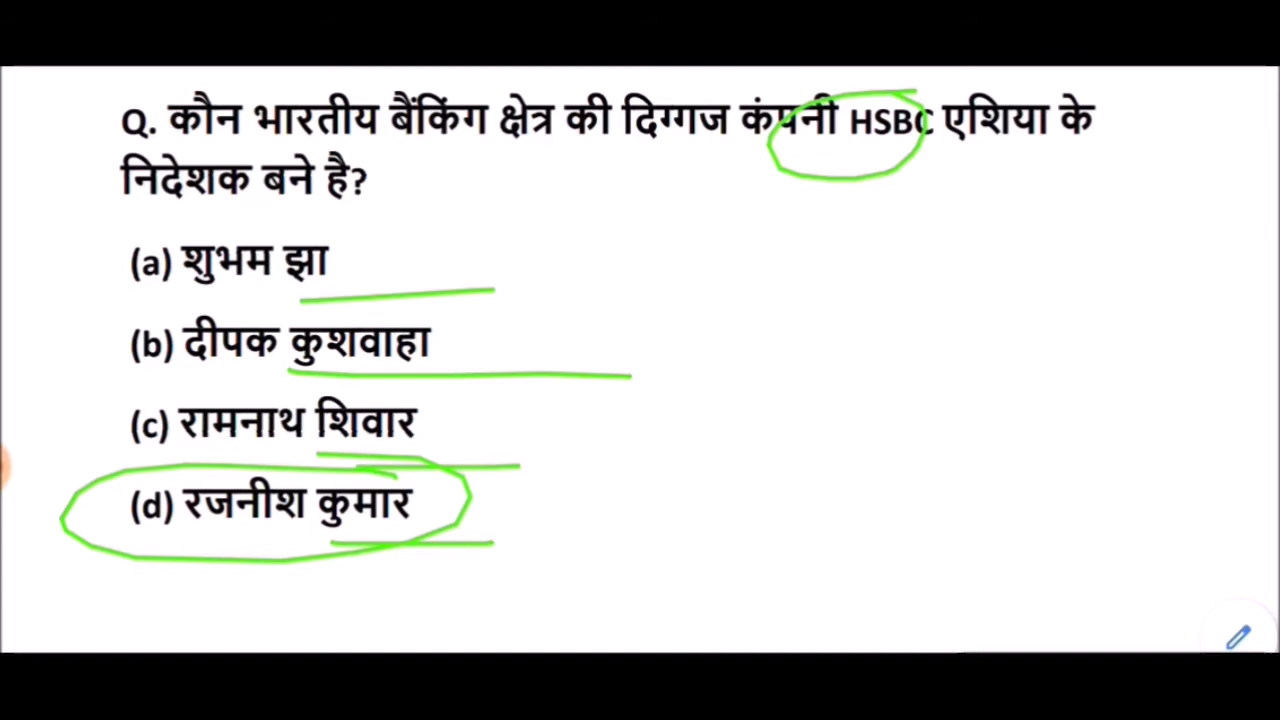 Q. कौन भारतीय बैंकिंग क्षेत्र की दिग्गज कंपनी HSBC एशिया के
निदेशक बने है?
(a) शुभम झा
(b) दीपक कुशवाहा
(c) रामनाथ शिवार
(d) रजनीश कुमार